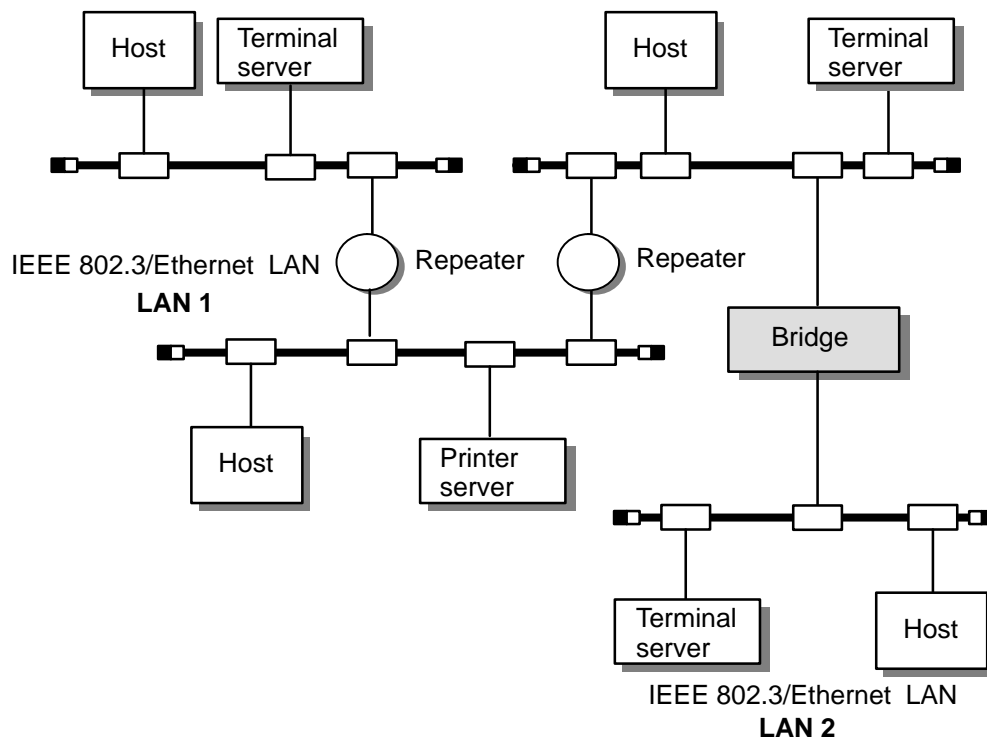 Host
Terminal
server
Host
Terminal
server
IEEE 802.3/Ethernet LAN
LAN 1
Repeater
Repeater
Bridge
Host
Printer
server
Terminal
server
Host
IEEE 802.3/Ethernet LAN
LAN 2